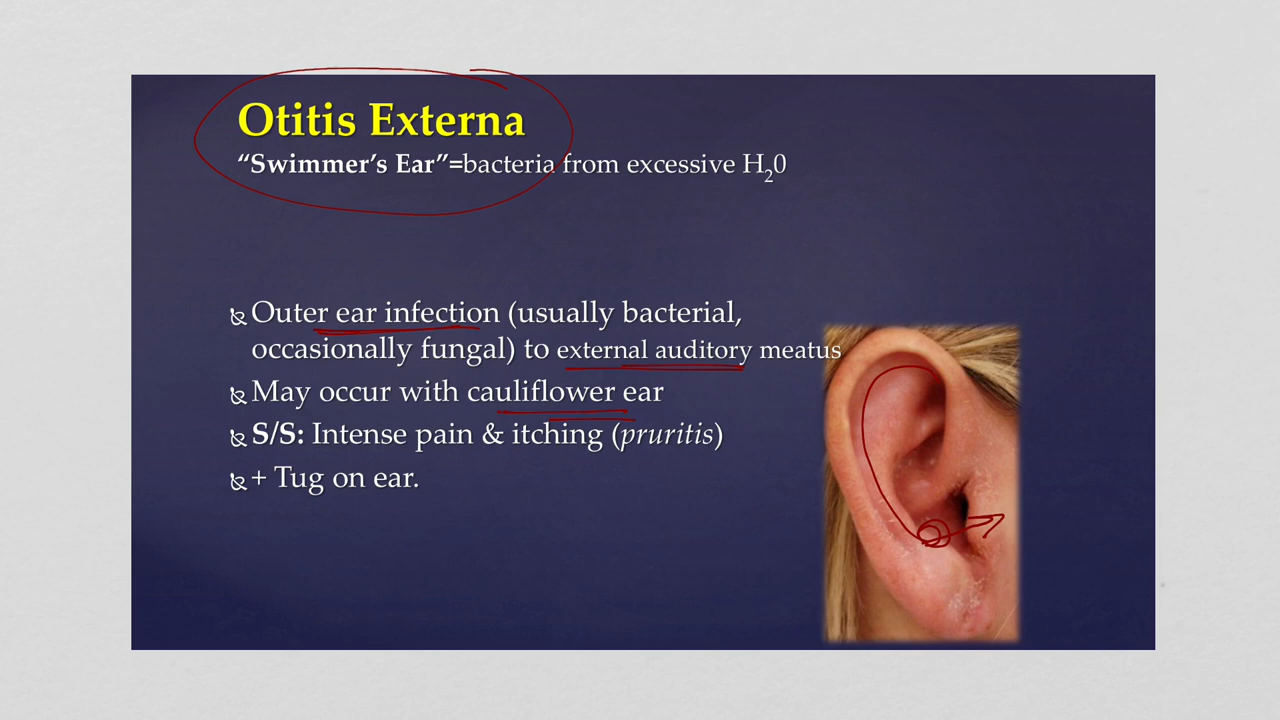 Otitis Externa
“Swimmer’s Ear”=bacteria from excessive H20
Outer ear infection (usually bacterial,
occasionally fungal) to external auditory meatus
May occur with cauliflower ear
S/S: Intense pain & itching (pruritis)
+ Tug on ear.